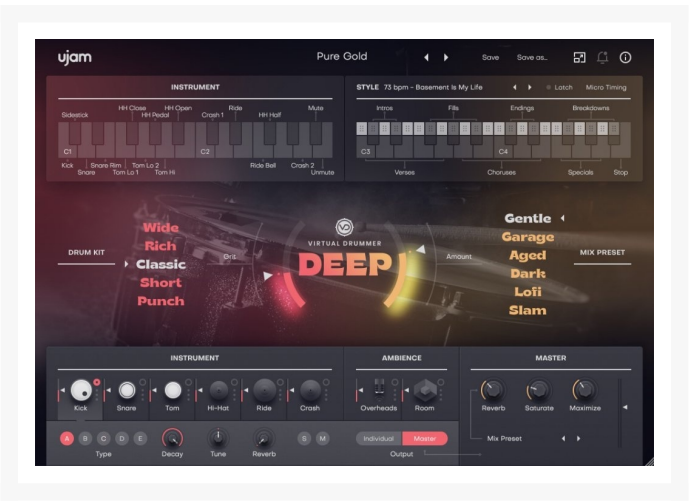 ujam
Pure Gold
Save
Save as...
INSTRUMENT
HH Close HH Open Ride Mute
Sidestick HH Pedal Crash 1 HH Half
C1 C2
Kick Snare Rim Tom Lo 2 Ride Bell Crash 2
Snare Tom Lo 1 Tom Hi Unmute
STYLE 73 bpm - Basement Is My Life
Latch
Micro Timing
Intros Fills Endings Breakdowns
C3 C4
Verses Choruses Specials Stop
DRUM KIT
Wide
Rich
Classic
Short
Punch
Grit
VIRTUAL DRUMMER
DEEP
Amount
Gentle
Garage
Aged
Dark
Lofi
Slam
MIX PRESET
INSTRUMENT
Kick Snare Tom Hi-Hat Ride Crash
A B C D E
Type Decay Tune Reverb
S M
AMBIENCE
Overheads Room
Individual Master
Output
MASTER
Reverb Saturate Maximize
Mix Preset